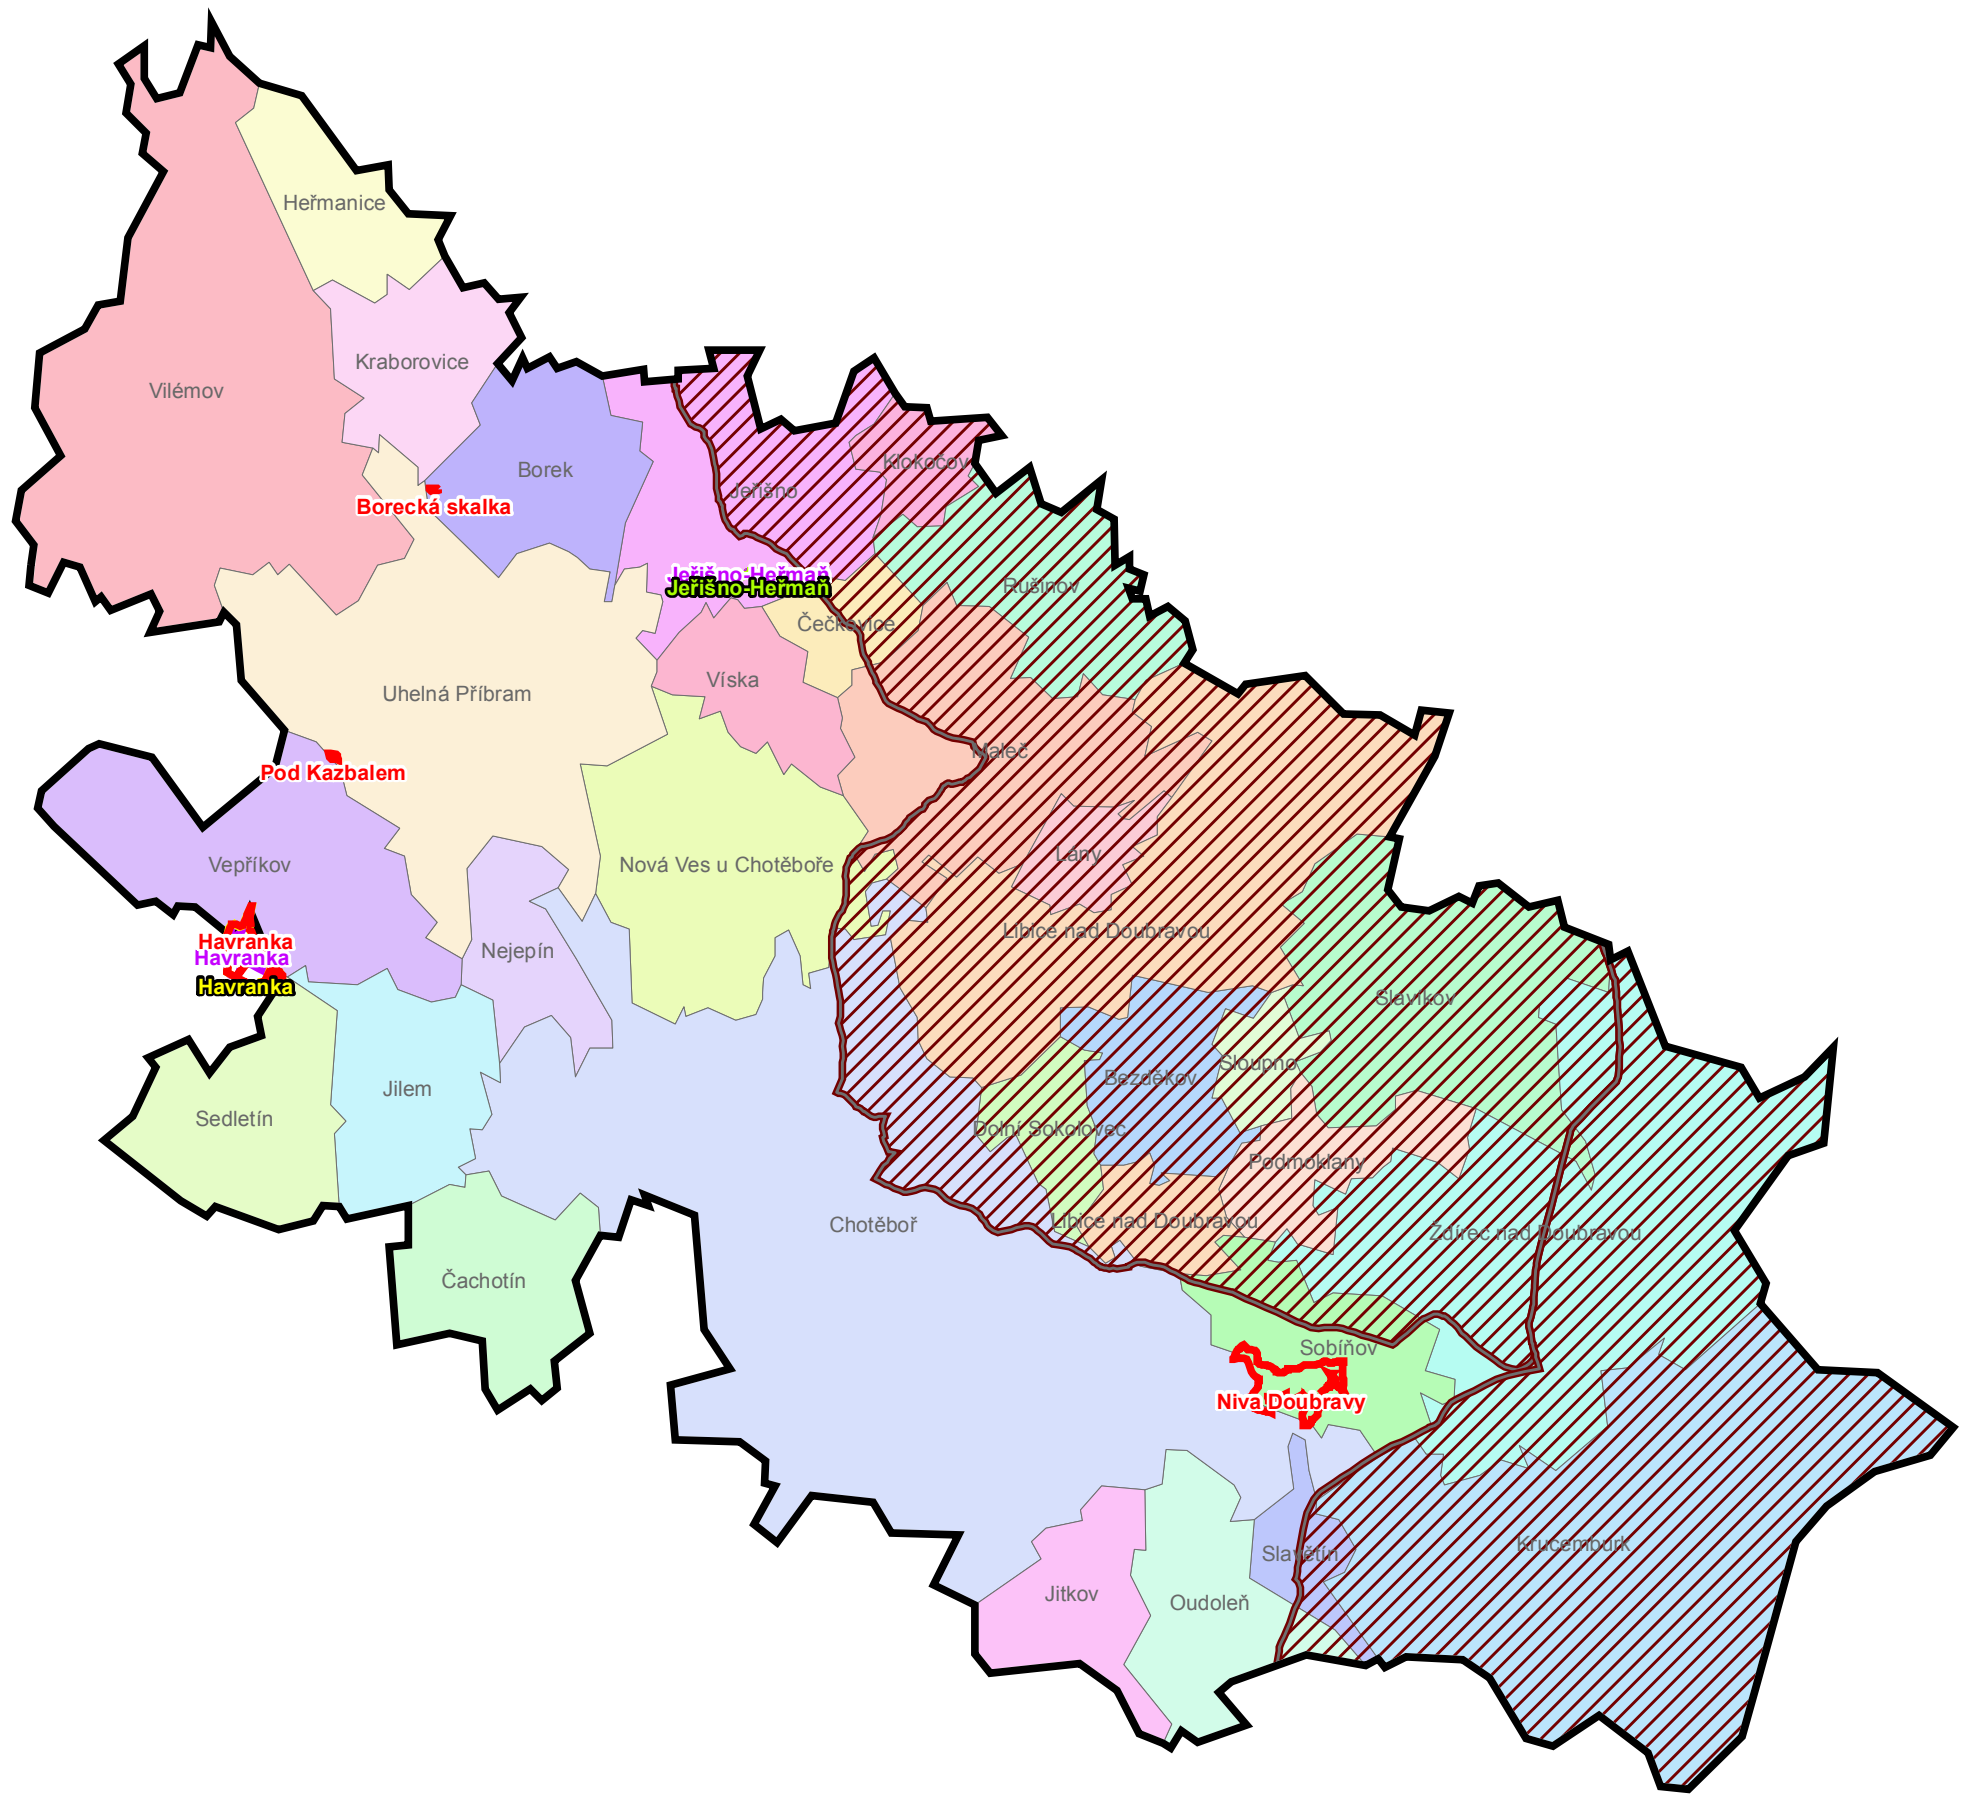 Heřmanice
Kraborovice
Vilémov
Borek
Klokočov
Jeřišno
Borecká skalka
Jeřišno-Heřmaň
Jeřišno-Heřmaň
Rušinov
Čečkovice
Víska
Uhelná Příbram
Maleč
Pod Kazbalem
Lány
Vepříkov
Nová Ves u Chotěboře
Libice nad Doubravou
Havranka
Nejepín
Havranka
Havranka
Slavíkov
Sloupno
Bezděkov
Jilem
Sedletín
Dolní Sokolovec
Podmoklany
Chotěboř
Libice nad Doubravou
Ždírec nad Doubravou
Čachotín
Sobíňov
Niva Doubravy
Krucemburk
Slavětín
Jitkov
Oudoleň